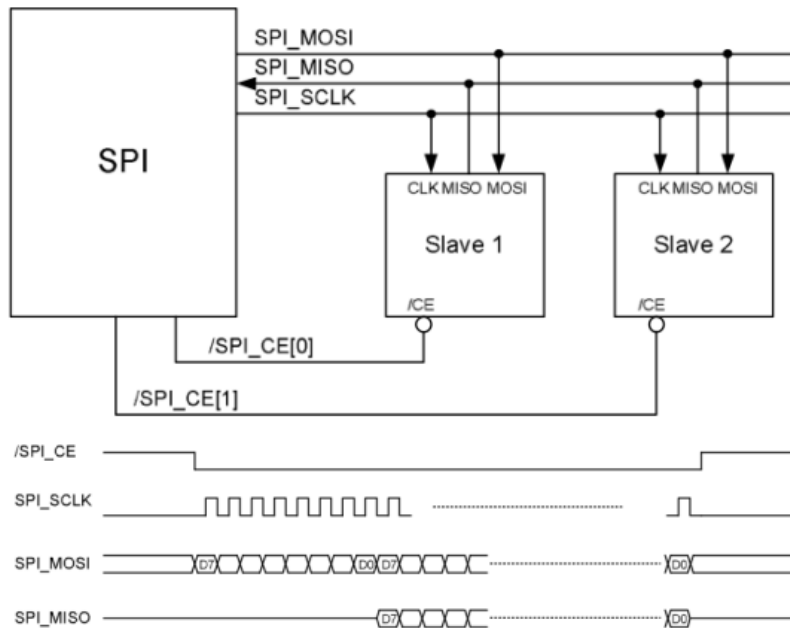 SPI_MOSI
SPI_MISO
SPI_SCLK
SPI
CLK MISO MOSI
CLK MISO MOSI
Slave 1
Slave 2
/CE
/CE
/SPI_CE[0]
/SPI_CE[1]
/SPI_CE
SPI_SCLK
SPI_MOSI D7 D0 D7 D0
SPI_MISO D7 D0